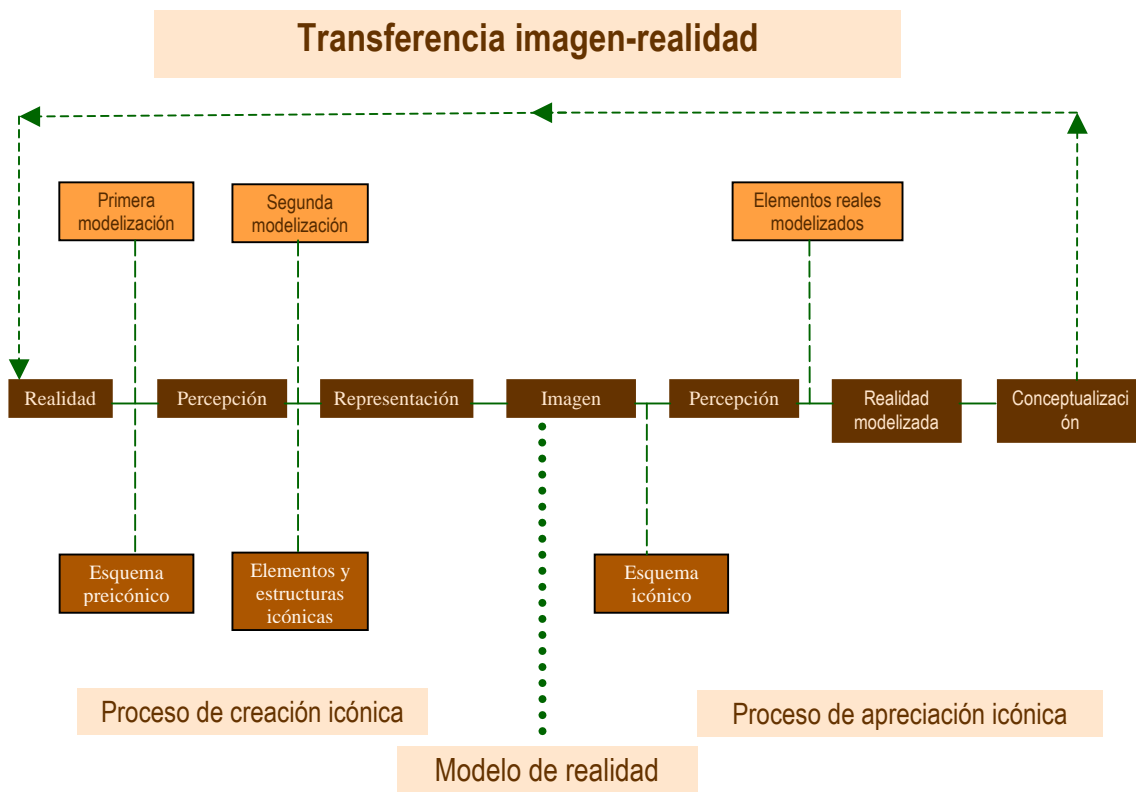 Transferencia imagen-realidad
Primera
modelización
Segunda
modelización
Elementos reales
modelizados
Realidad
Percepción
Representación
Imagen
Percepción
Realidad
modelizada
Conceptualizaci
ón
Esquema
preicónico
Elementos y
estructuras
icónicas
Esquema
icónico
Proceso de creación icónica
Proceso de apreciación icónica
Modelo de realidad